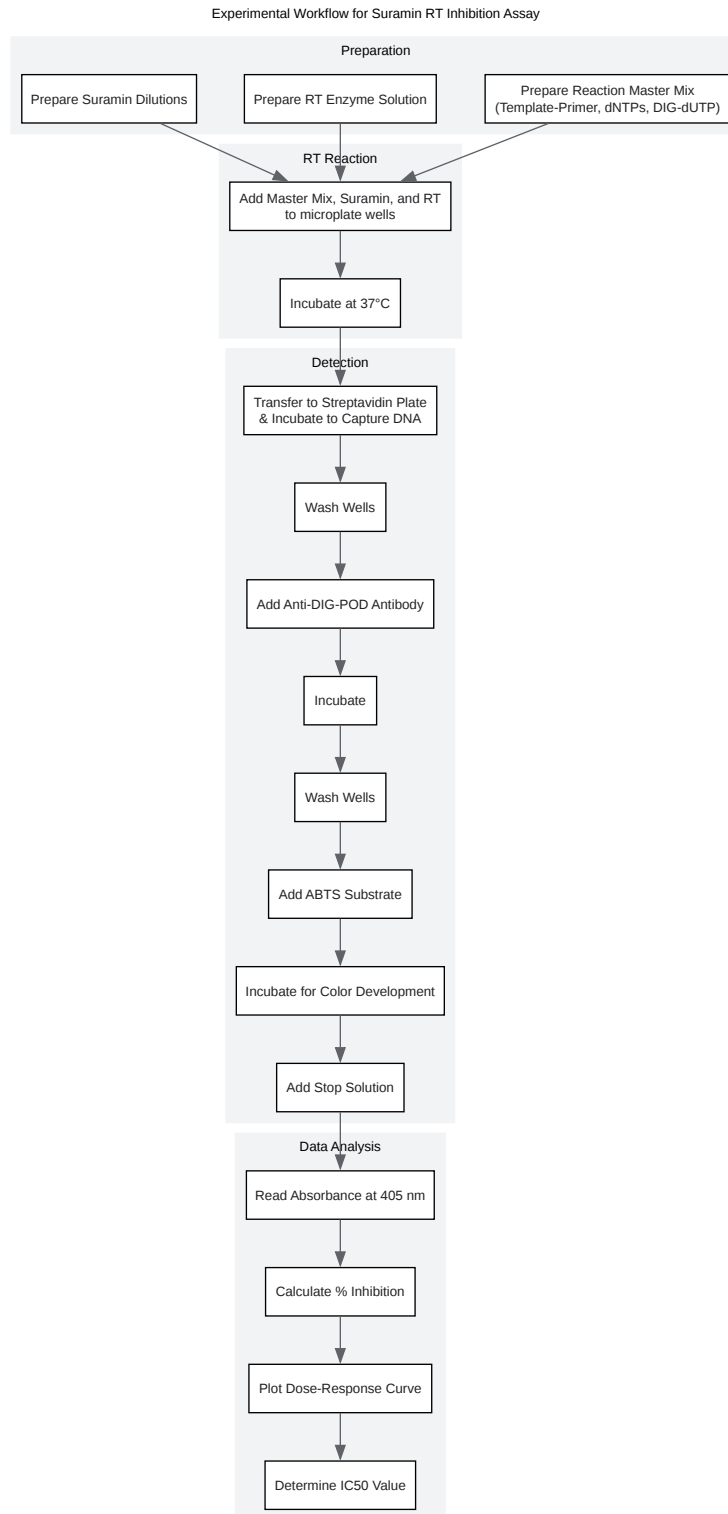 Experimental Workflow for Suramin RT Inhibition Assay
Preparation
Prepare Suramin Dilutions
Prepare RT Enzyme Solution
Prepare Reaction Master Mix
(Template-Primer, dNTPs, DIG-dUTP)
RT Reaction
Add Master Mix, Suramin, and RT
to microplate wells
Incubate at 37°C
Detection
Transfer to Streptavidin Plate
& Incubate to Capture DNA
Wash Wells
Add Anti-DIG-POD Antibody
Incubate
Wash Wells
Add ABTS Substrate
Incubate for Color Development
Add Stop Solution
Data Analysis
Read Absorbance at 405 nm
Calculate % Inhibition
Plot Dose-Response Curve
Determine IC50 Value